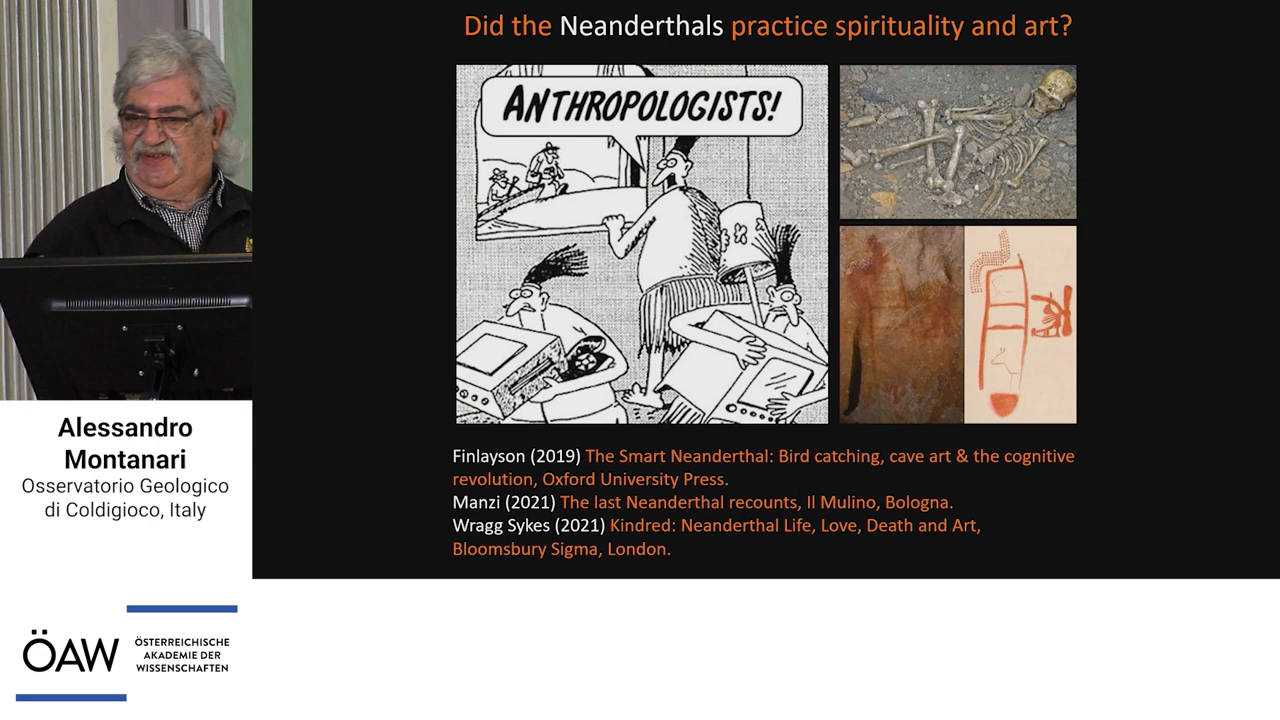 Did the Neanderthals practice spirituality and art?
ANTHROPOLOGISTS!
Finlayson (2019) The Smart Neanderthal: Bird catching, cave art & the cognitive
revolution, Oxford University Press.
Manzi (2021) The last Neanderthal recounts, Il Mulino, Bologna.
Wragg Sykes (2021) Kindred: Neanderthal Life, Love, Death and Art,
Bloomsbury Sigma, London.
Alessandro
Montanari
Osservatorio Geologico
di Coldigioco, Italy
ÖAW
ÖSTERREICHISCHE
AKADEMIE DER
WISSENSCHAFTEN